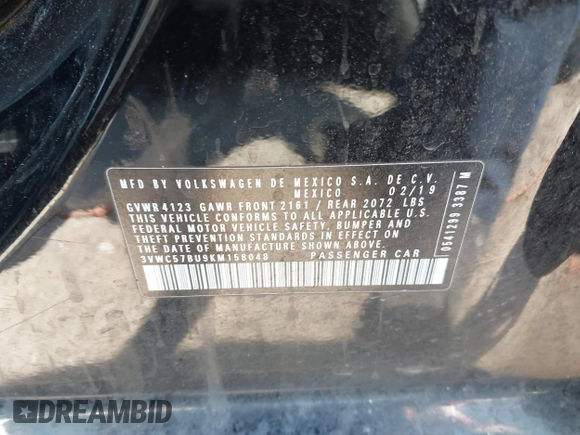 MFD BY VOLKSWAGEN DE MEXICO S.A. DE C.V.
MEXICO 02/19
GVWR 4123 GAWR FRONT 2161 / REAR 2072 LBS
THIS VEHICLE CONFORMS TO ALL APPLICABLE U.S.
FEDERAL MOTOR VEHICLE SAFETY, BUMPER AND
THEFT PREVENTION STANDARDS IN EFFECT ON
THE DATE OF MANUFACTURE SHOWN ABOVE.
3VWC57BU9KM158048 PASSENGER CAR
0541299 3387 M
DREAMBID